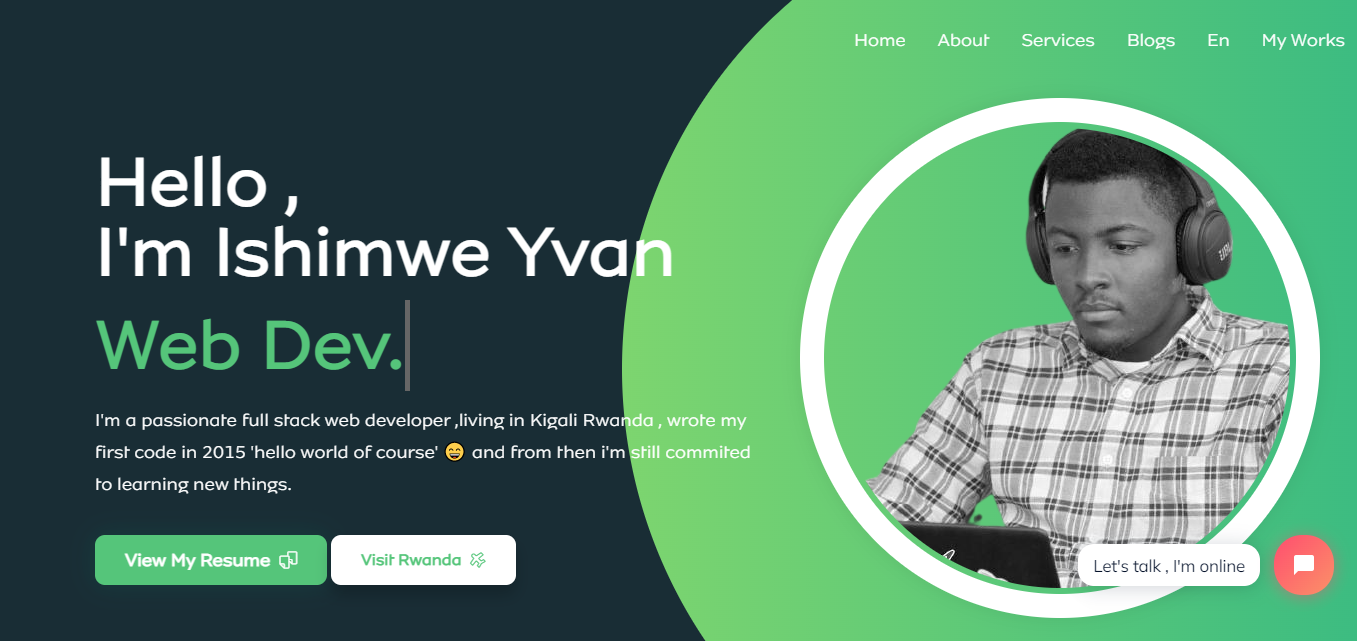 Home About Services Blogs En My Works
Hello ,
I'm Ishimwe Yvan
Web Dev.
I'm a passionate full stack web developer ,living in Kigali Rwanda , wrote my
first code in 2015 'hello world of course' 😄 and from then i'm still commited
to learning new things.
View My Resume
Visit Rwanda
JBL
Let's talk , I'm online